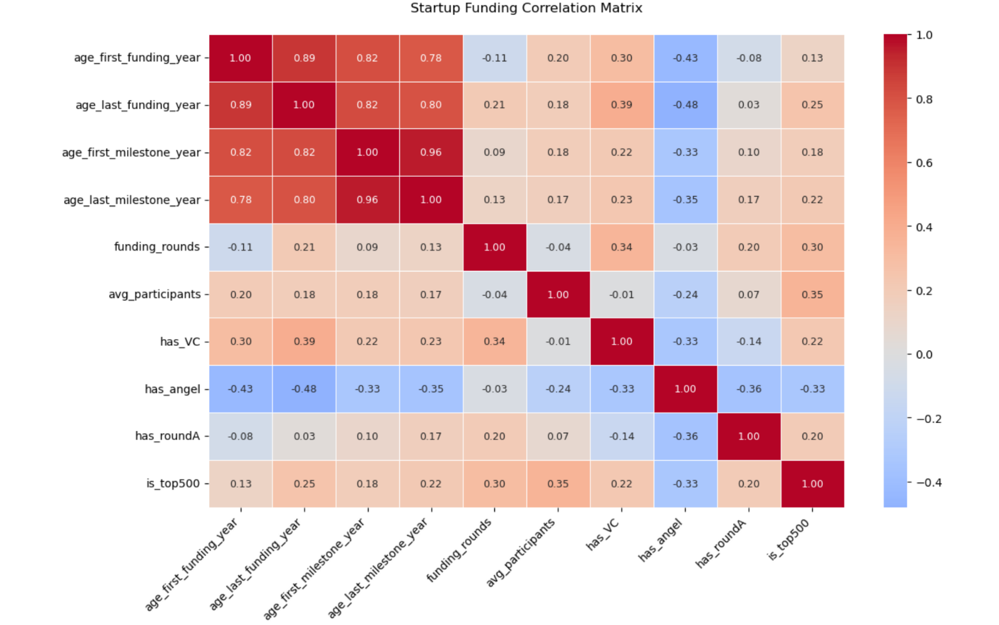 Startup Funding Correlation Matrix
age_first_funding_year 1.00 0.89 0.82 0.78 -0.11 0.20 0.30 -0.43 -0.08 0.13
age_last_funding_year 0.89 1.00 0.82 0.80 0.21 0.18 0.39 -0.48 0.03 0.25
age_first_milestone_year 0.82 0.82 1.00 0.96 0.09 0.18 0.22 -0.33 0.10 0.18
age_last_milestone_year 0.78 0.80 0.96 1.00 0.13 0.17 0.23 -0.35 0.17 0.22
funding_rounds -0.11 0.21 0.09 0.13 1.00 -0.04 0.34 -0.03 0.20 0.30
avg_participants 0.20 0.18 0.18 0.17 -0.04 1.00 -0.01 -0.24 0.07 0.35
has_VC 0.30 0.39 0.22 0.23 0.34 -0.01 1.00 -0.33 -0.14 0.22
has_angel -0.43 -0.48 -0.33 -0.35 -0.03 -0.24 -0.33 1.00 -0.36 -0.33
has_roundA -0.08 0.03 0.10 0.17 0.20 0.07 -0.14 -0.36 1.00 0.20
is_top500 0.13 0.25 0.18 0.22 0.30 0.35 0.22 -0.33 0.20 1.00
age_first_funding_year
age_last_funding_year
age_first_milestone_year
age_last_milestone_year
funding_rounds
avg_participants
has_VC
has_angel
has_roundA
is_top500
1.0
0.8
0.6
0.4
0.2
0.0
−0.2
−0.4